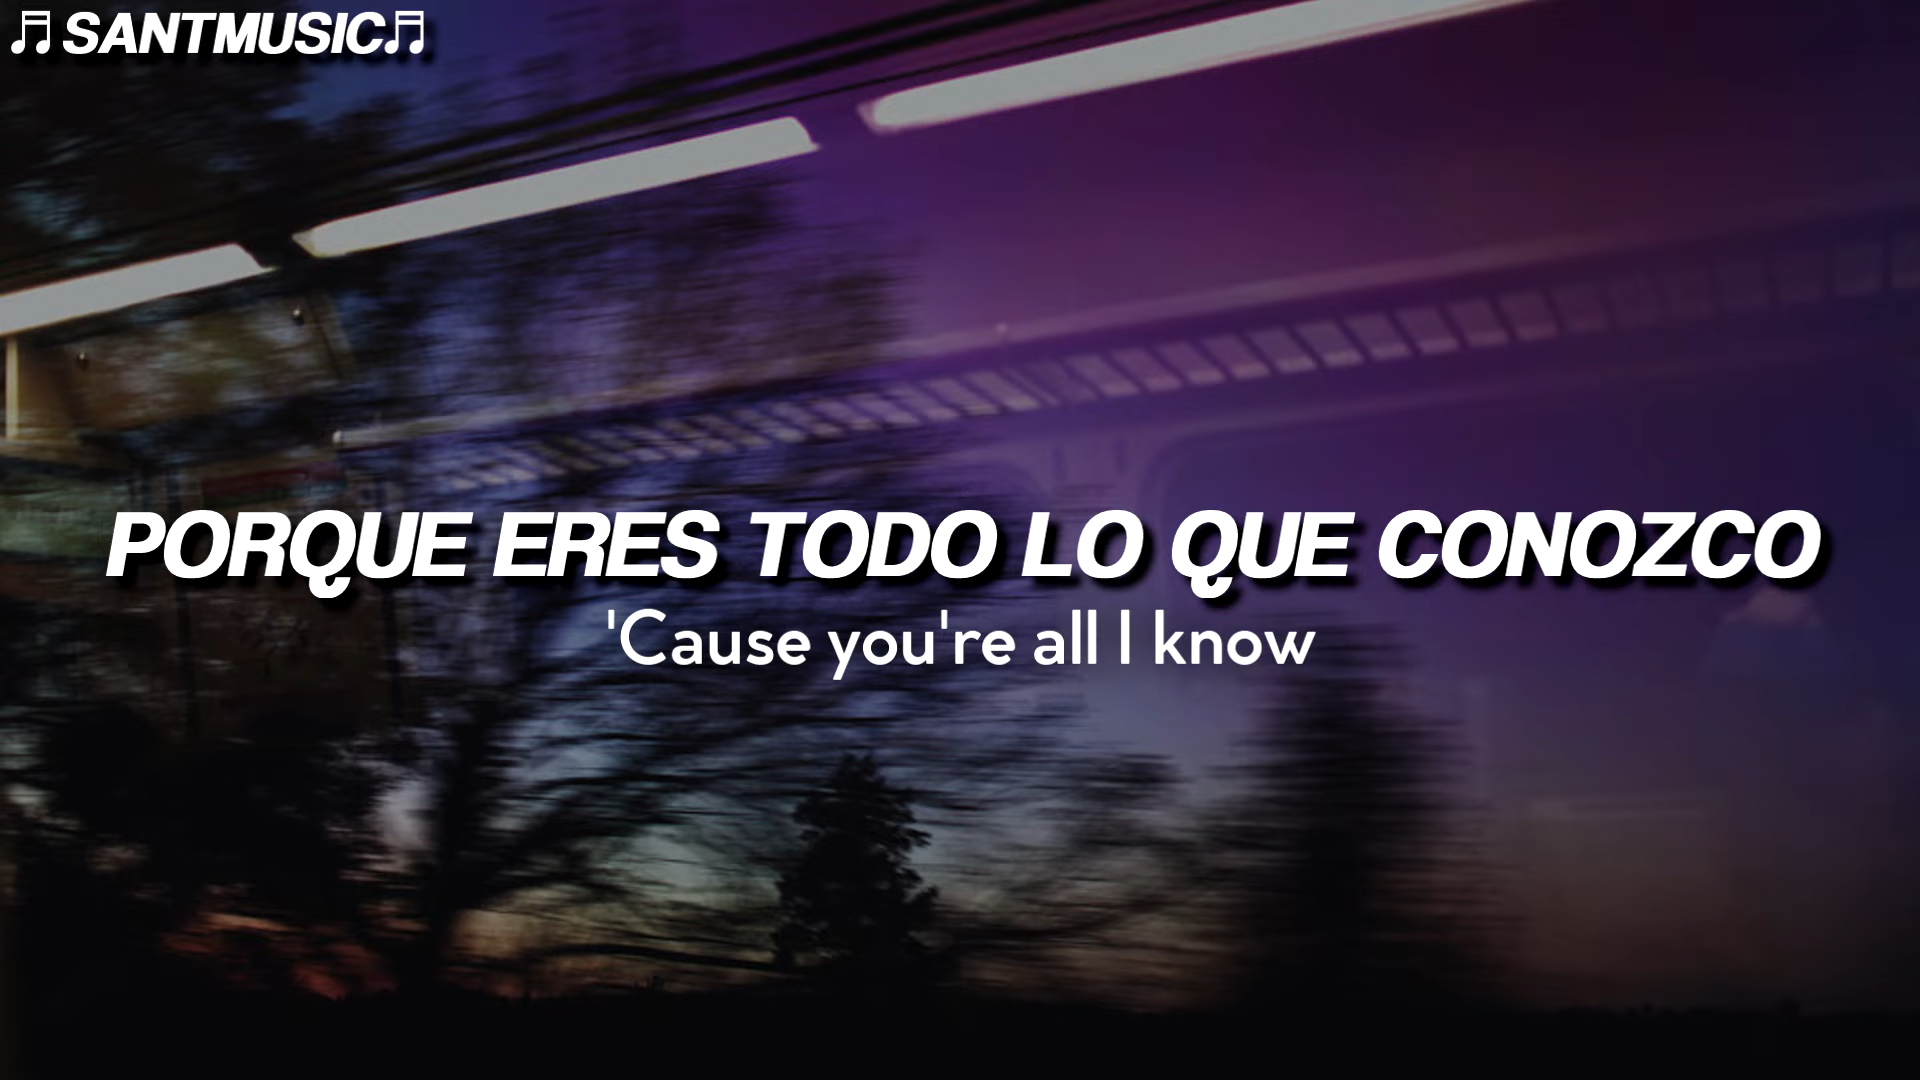 ♫SANTMUSIC♫
PORQUE ERES TODO LO QUE CONOZCO
'Cause you're all I know